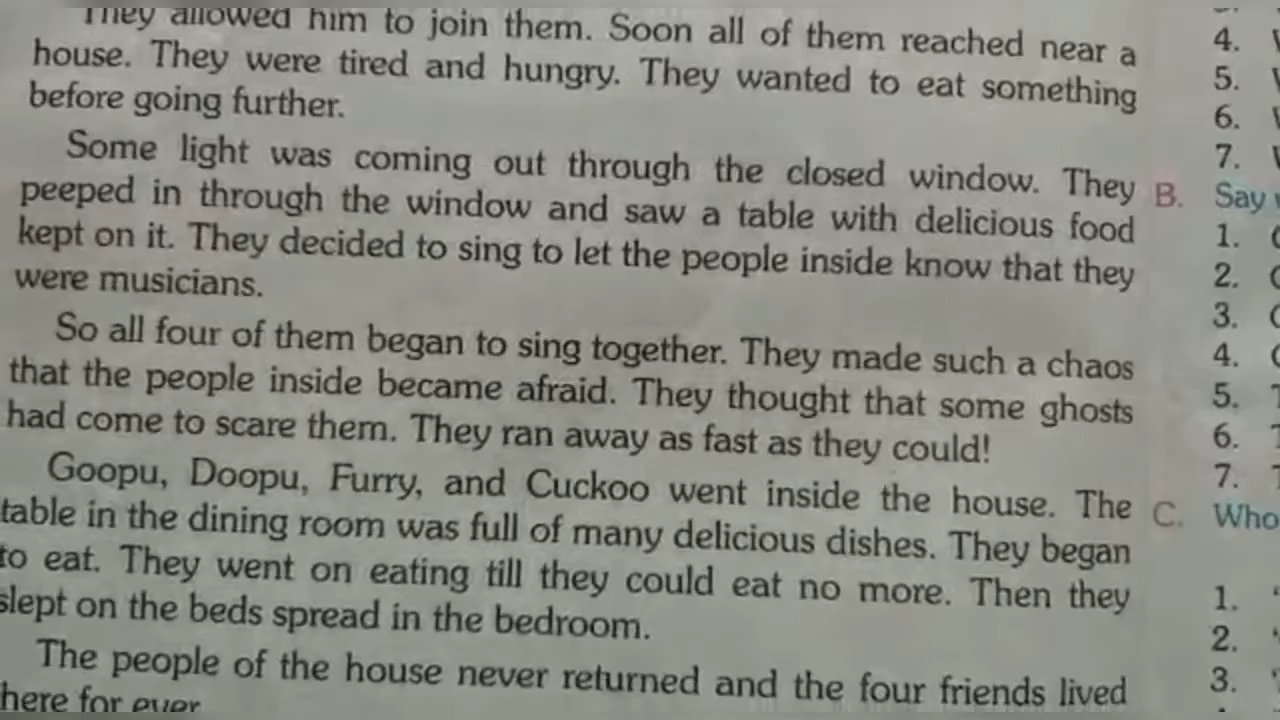 They allowed him to join them. Soon all of them reached near a
house. They were tired and hungry. They wanted to eat something
before going further.
Some light was coming out through the closed window. They
peeped in through the window and saw a table with delicious food
kept on it. They decided to sing to let the people inside know that they
were musicians.
So all four of them began to sing together. They made such a chaos
that the people inside became afraid. They thought that some ghosts
had come to scare them. They ran away as fast as they could!
Goopu, Doopu, Furry, and Cuckoo went inside the house. The
table in the dining room was full of many delicious dishes. They began
to eat. They went on eating till they could eat no more. Then they
slept on the beds spread in the bedroom.
The people of the house never returned and the four friends lived
here for ever
4.
5.
6.
7.
B. Say
1.
2.
3.
4.
5.
6.
7.
C. Who
1.
2.
3.